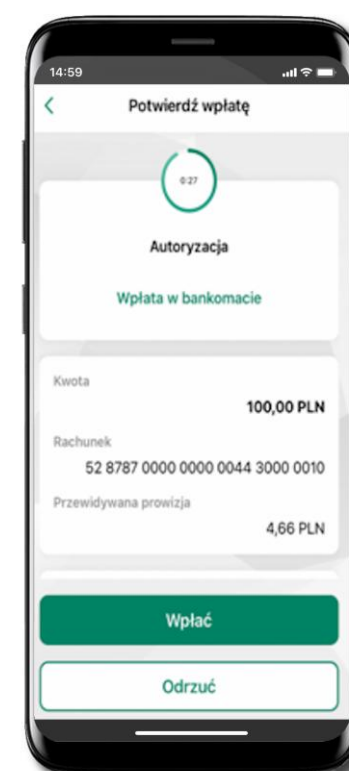 14:59
Potwierdź wpłatę
0:27
Autoryzacja
Wpłata w bankomacie
Kwota
100,00 PLN
Rachunek
52 8787 0000 0000 0044 3000 0010
Przewidywana prowizja
4,66 PLN
Wpłać
Odrzuć